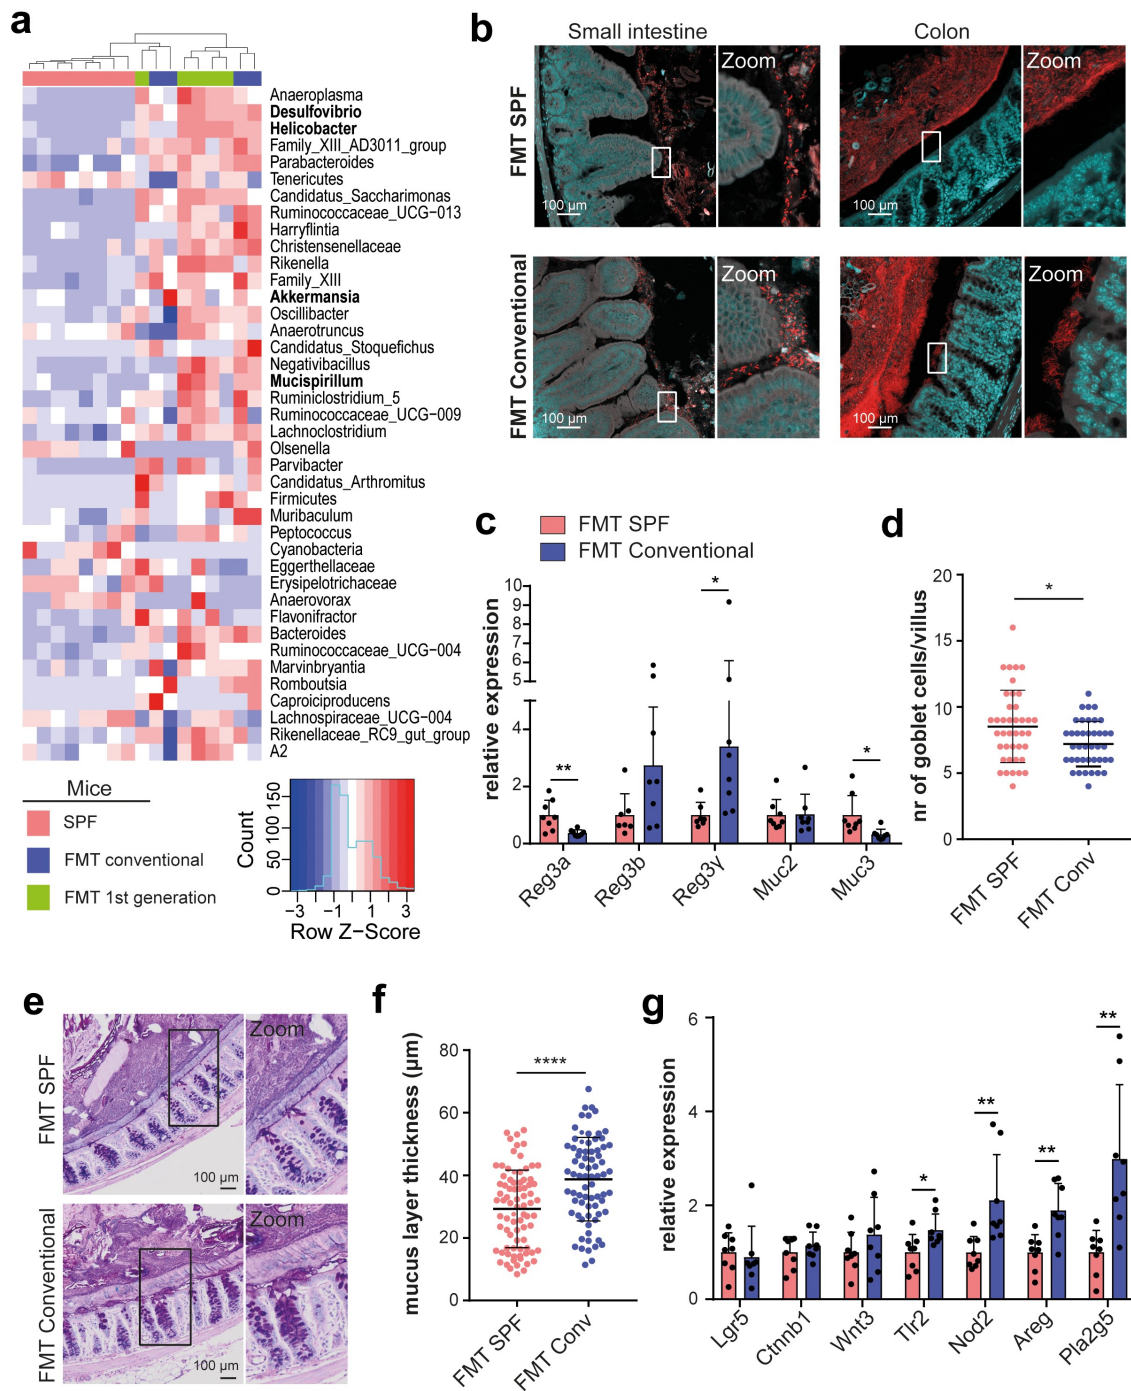 a
Anaeroplasma
Desulfovibrio
Helicobacter
Family_XIII_AD3011_group
Parabacteroides
Tenericutes
Candidatus_Saccharimonas
Ruminococcaceae_UCG−013
Harryflintia
Christensenellaceae
Rikenella
Family_XIII
Akkermansia
Oscillibacter
Anaerotruncus
Candidatus_Stoquefichus
Negativibacillus
Mucispirillum
Ruminiclostridium_5
Ruminococcaceae_UCG−009
Lachnoclostridium
Olsenella
Parvibacter
Candidatus_Arthromitus
Firmicutes
Muribaculum
Peptococcus
Cyanobacteria
Eggerthellaceae
Erysipelotrichaceae
Anaerovorax
Flavonifractor
Bacteroides
Ruminococcaceae_UCG−004
Marvinbryantia
Romboutsia
Caproiciproducens
Lachnospiraceae_UCG−004
Rikenellaceae_RC9_gut_group
A2
Mice
SPF
FMT conventional
FMT 1st generation
Count
0 50 100 150
−3 −1 1 3
Row Z−Score
b
Small intestine
Colon
FMT SPF
Zoom
Zoom
100 µm
100 µm
FMT Conventional
Zoom
Zoom
100 µm
100 µm
c
FMT SPF
FMT Conventional
relative expression
10
9
8
7
6
5
4
2
0
**
*
*
Reg3a
Reg3b
Reg3γ
Muc2
Muc3
d
nr of goblet cells/villus
20
15
10
5
0
*
FMT SPF
FMT Conv
e
FMT SPF
Zoom
100 µm
FMT Conventional
Zoom
100 µm
f
mucus layer thickness (µm)
80
60
40
20
0
****
FMT SPF
FMT Conv
g
relative expression
6
4
2
0
*
**
**
**
Lgr5
Ctnnb1
Wnt3
Tlr2
Nod2
Areg
Pla2g5